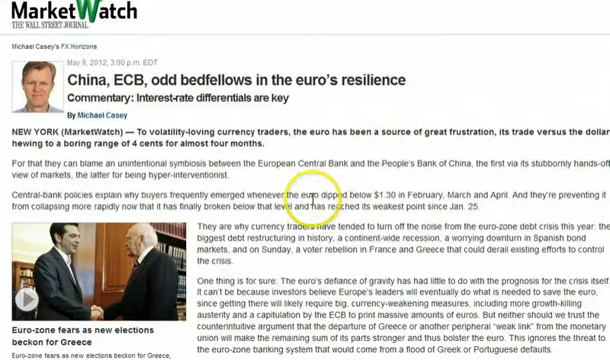 MarketWatch
THE WALL STREET JOURNAL.
Michael Casey's FX Horizons
May 9, 2012, 3:00 p.m. EDT
China, ECB, odd bedfellows in the euro's resilience
Commentary: Interest-rate differentials are key
By Michael Casey
NEW YORK (MarketWatch) — To volatility-loving currency traders, the euro has been a source of great frustration, its trade versus the dollar
hewing to a boring range of 4 cents for almost four months.
For that they can blame an unintentional symbiosis between the European Central Bank and the People's Bank of China, the first via its stubbornly hands-off
view of markets, the latter for being hyper-interventionist.
Central-bank policies explain why buyers frequently emerged whenever the euro dipped below $1.30 in February, March and April. And they're preventing it
from collapsing more rapidly now that it has finally broken below that level and has reached its weakest point since Jan. 25.
They are why currency traders have tended to turn off the noise from the euro-zone debt crisis this year: the
biggest debt restructuring in history, a continent-wide recession, a worrying downturn in Spanish bond
markets, and on Sunday, a voter rebellion in France and Greece that could derail existing efforts to control
the crisis.
One thing is for sure: The euro's defiance of gravity has had little to do with the prognosis for the crisis itself.
It can't be because investors believe Europe's leaders will eventually do what is needed to save the euro,
since getting there will likely require big, currency-weakening measures, including more growth-killing
austerity and a capitulation by the ECB to print massive amounts of euros. But neither should we trust the
counterintuitive argument that the departure of Greece or another peripheral "weak link" from the monetary
union will make the remaining sum of its parts stronger and thus bolster the euro. This ignores the threat to
the euro-zone banking system that would come from a flood of Greek or Portuguese defaults.
Euro-zone fears as new elections
beckon for Greece
Euro-zone fears as new elections beckon for Greece,